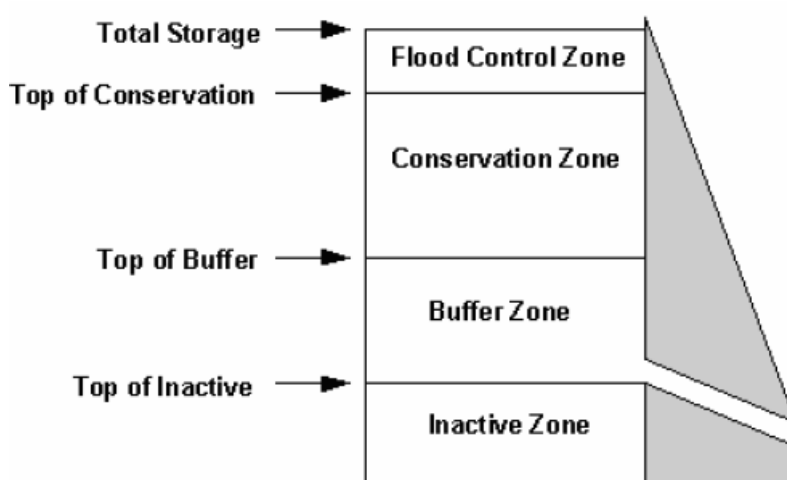 Total Storage
Flood Control Zone
Top of Conservation
Conservation Zone
Top of Buffer
Buffer Zone
Top of Inactive
Inactive Zone